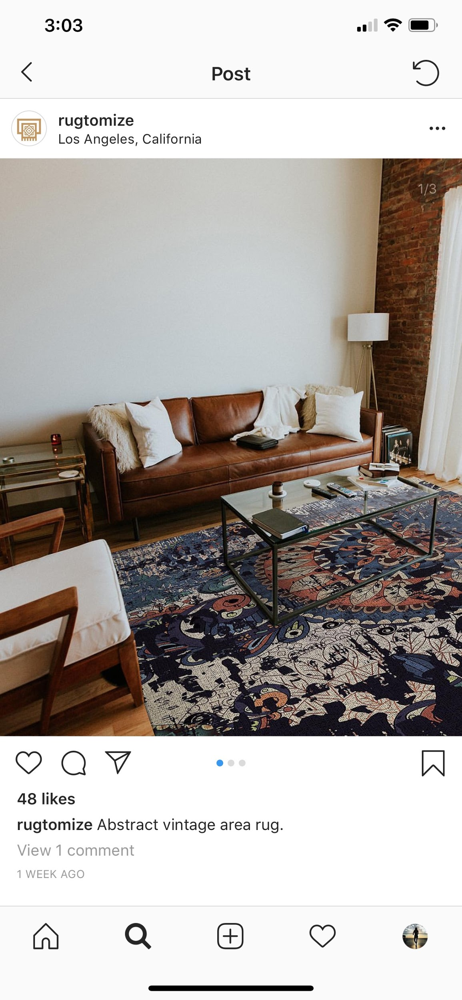 3:03
Post
rugtomize
Los Angeles, California
1/3
48 likes
rugtomize Abstract vintage area rug.
View 1 comment
1 WEEK AGO